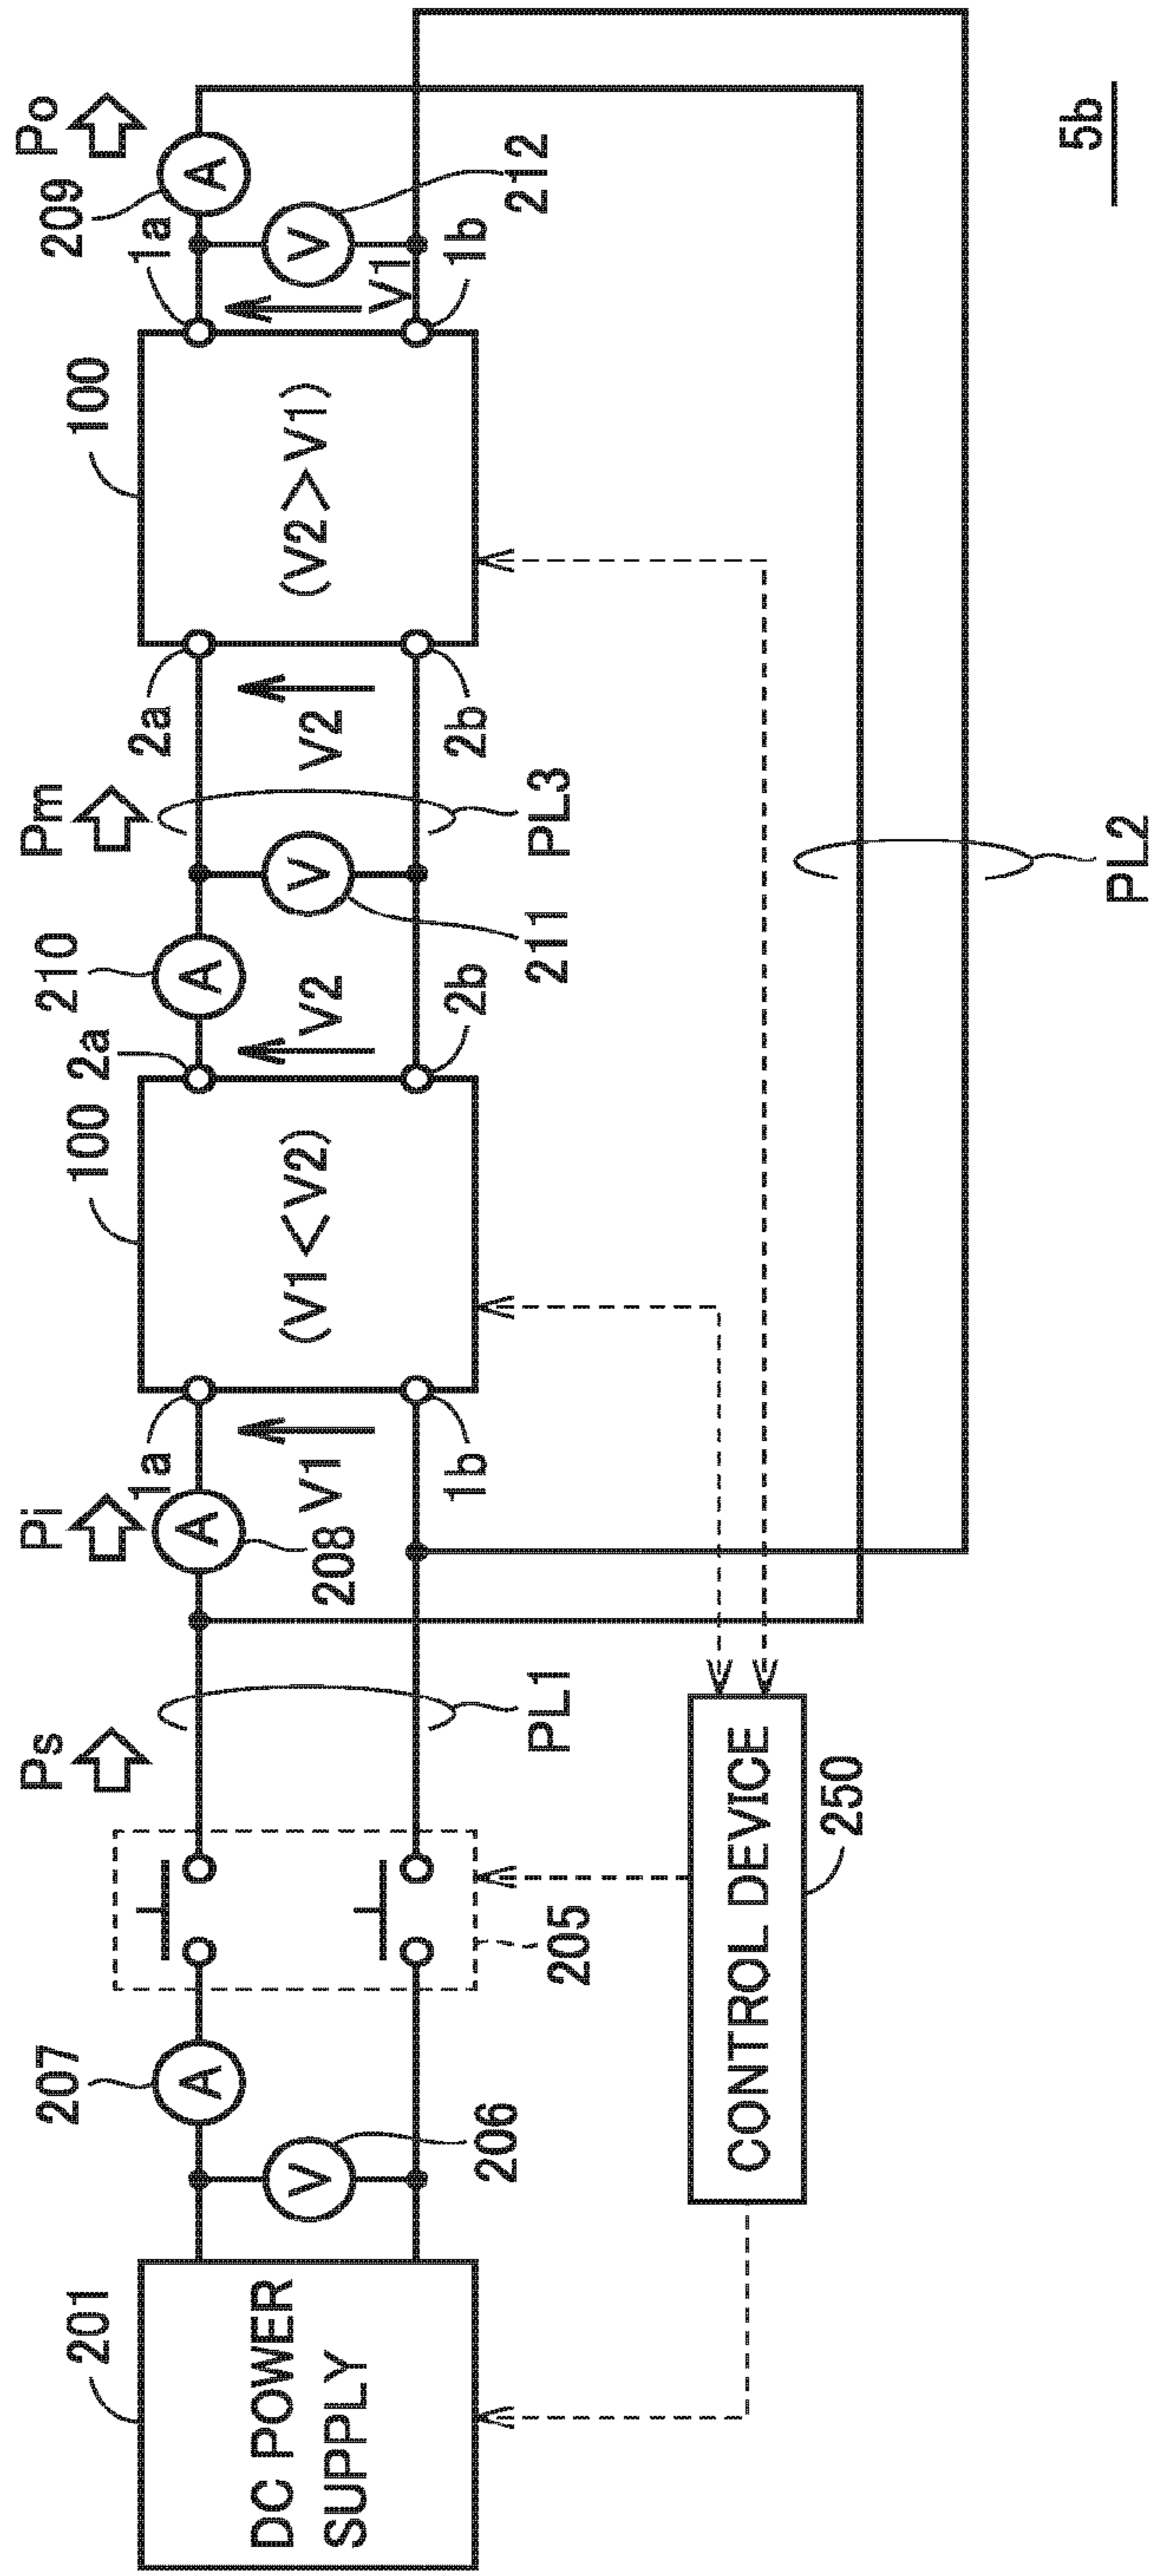 Ps
Pi
Pm
Po
201
207
100
2a
210
100
209
DC POWER
SUPPLY
206
205
PL1
208
1a
1b
V1
(V1<V2)
2b
V2
211
PL3
V2
2a
2b
(V2>V1)
1a
1b
V1
212
CONTROL DEVICE
250
PL2
5b